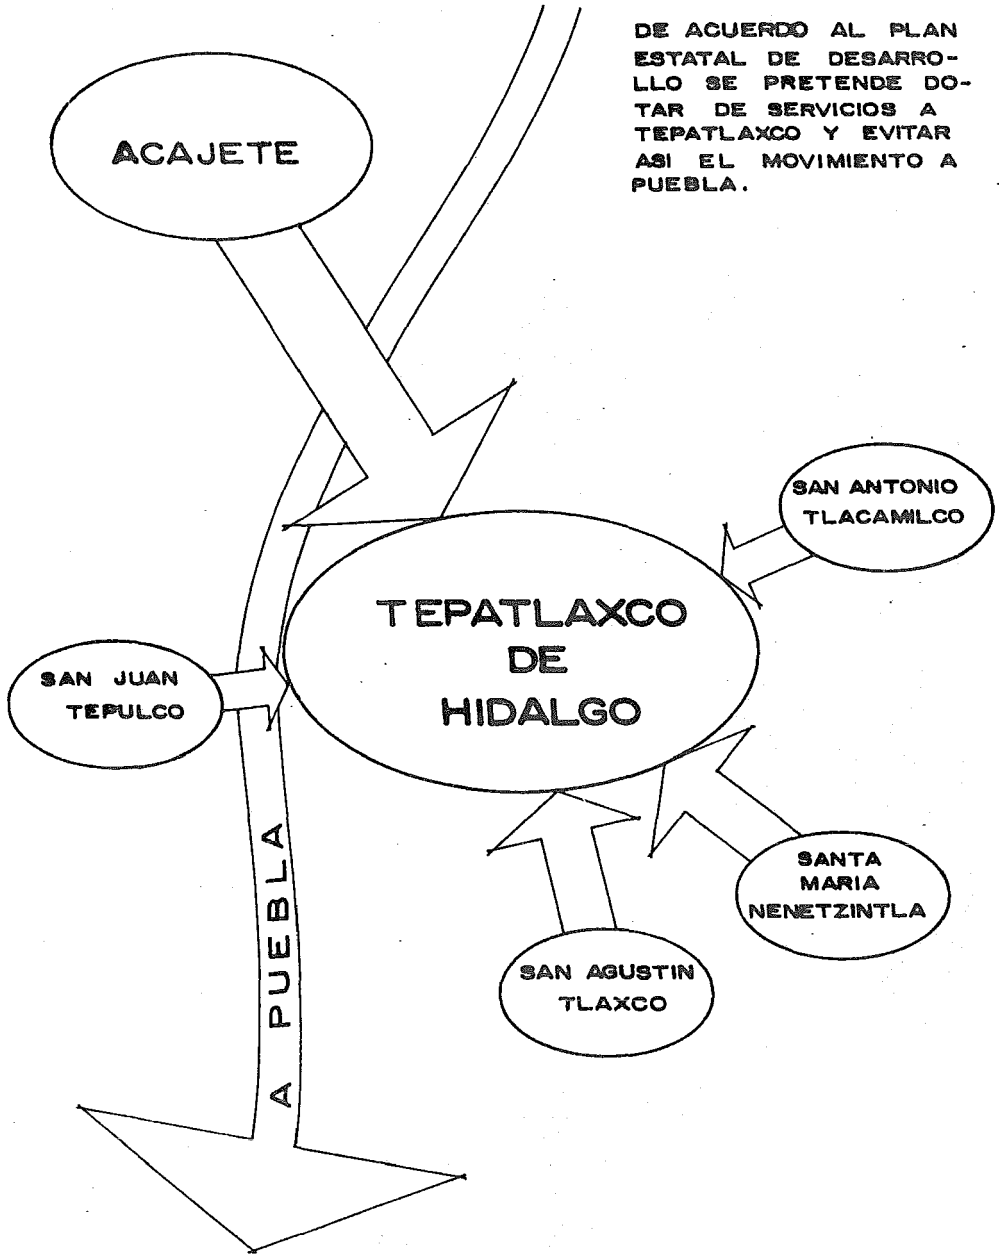 DE ACUERDO AL PLAN
ESTATAL DE DESARRO-
LLO SE PRETENDE DO-
TAR DE SERVICIOS A
TEPATLAXCO Y EVITAR
ASI EL MOVIMIENTO A
PUEBLA.
ACAJETE
SAN ANTONIO
TLACAMILCO
TEPATLAXCO
DE
HIDALGO
SAN JUAN
TEPULCO
A PUEBLA
SANTA
MARIA
NENETZINTLA
SAN AGUSTIN
TLAXCO